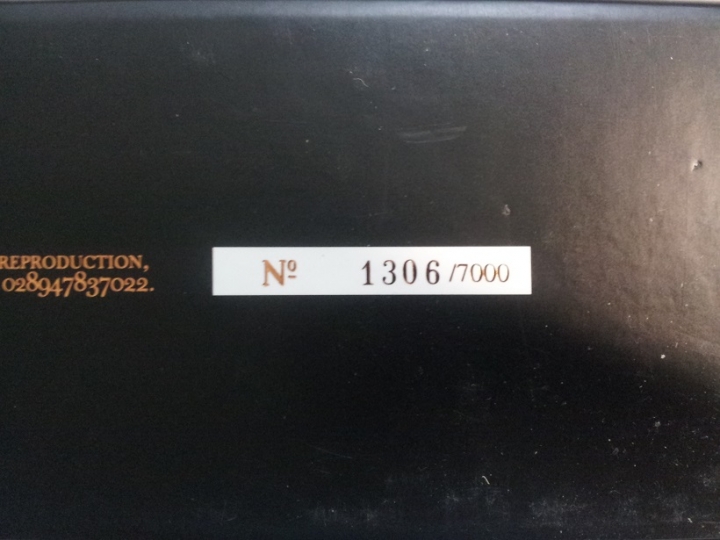 REPRODUCTION,
028947837022.
Nº 1306 /7000